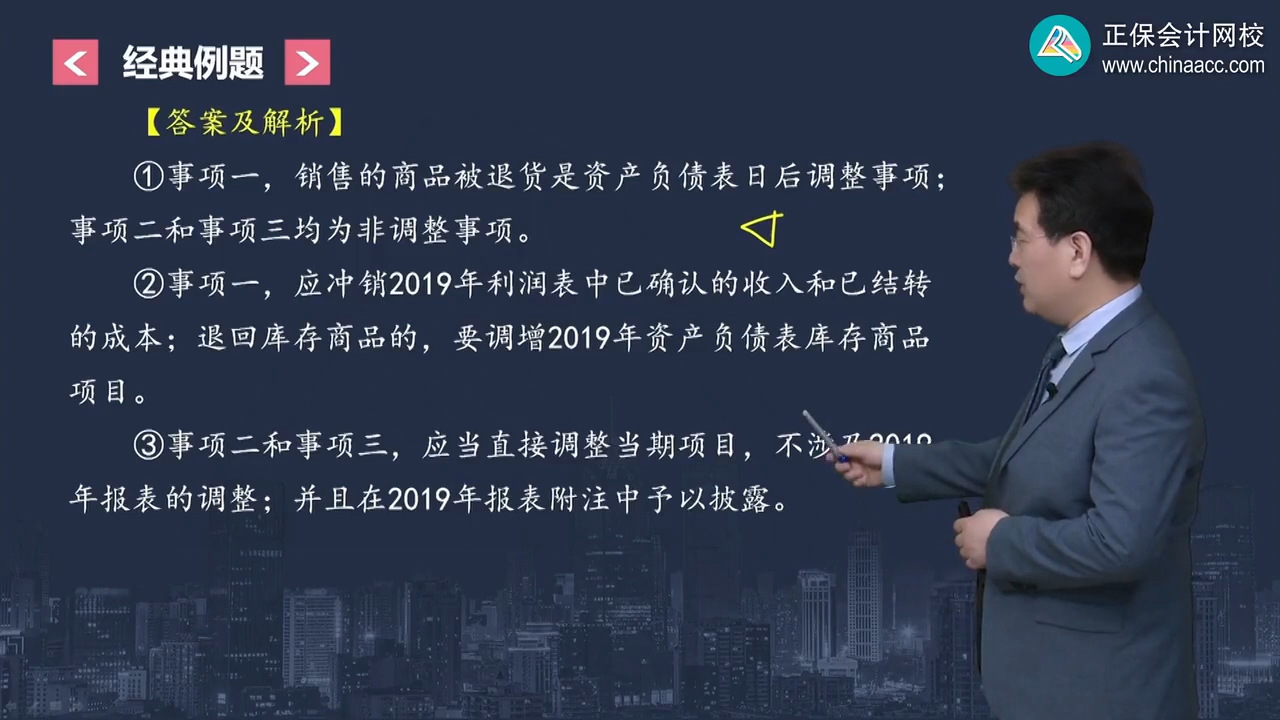 正保会计网校
www.chinaacc.com
经典例题
【答案及解析】
①事项一，销售的商品被退货是资产负债表日后调整事项；
事项二和事项三均为非调整事项。
②事项一，应冲销2019年利润表中已确认的收入和已结转
的成本；退回库存商品的，要调增2019年资产负债表库存商品
项目。
③事项二和事项三，应当直接调整当期项目，不涉及2019
年报表的调整；并且在2019年报表附注中予以披露。